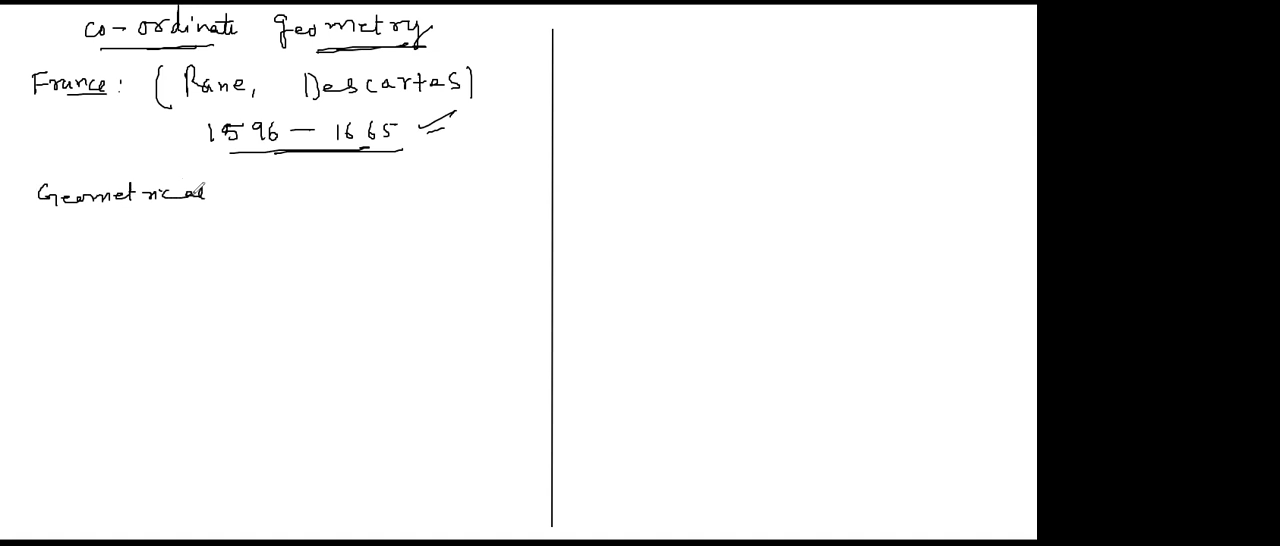 co-ordinate geometry
France: (Rane, Descartes)
1596 - 1665
Geometrical